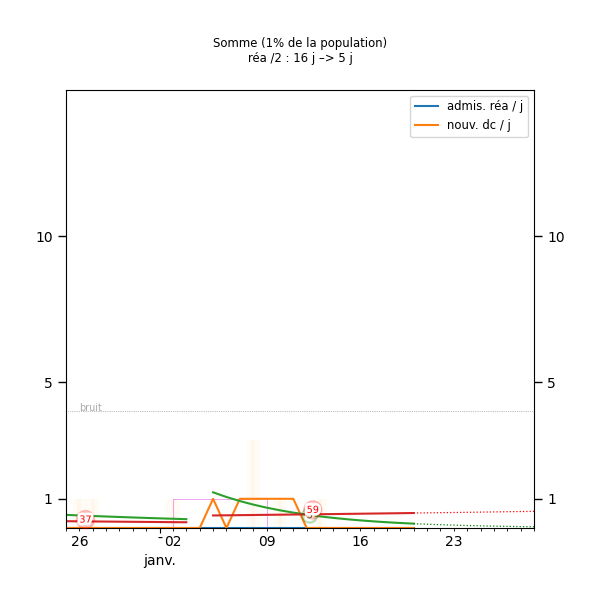 Somme (1% de la population)
réa /2 : 16 j –> 5 j
admis. réa / j
nouv. dc / j
10
10
5
5
bruit
1
1
37
59
26
02
09
16
23
janv.